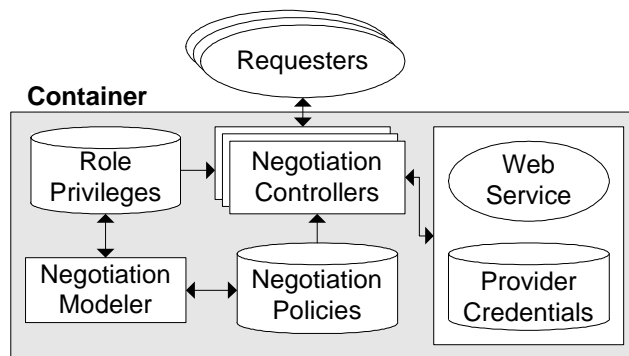 Requesters
Container
Role
Privileges
Negotiation
Controllers
Web
Service
Negotiation
Modeler
Negotiation
Policies
Provider
Credentials